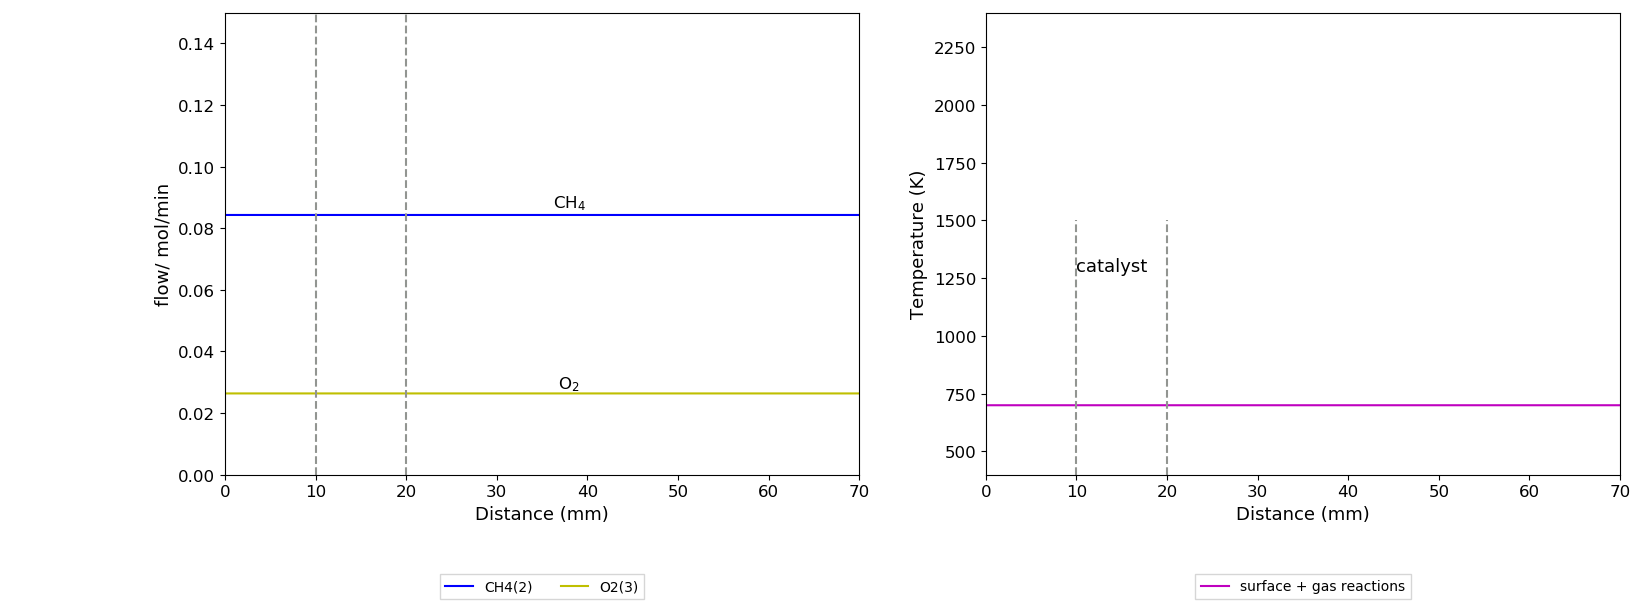 0.14
0.12
0.10
0.08
0.06
0.04
0.02
0.00
flow/ mol/min
CH₄
O₂
0 10 20 30 40 50 60 70
Distance (mm)
CH4(2) O2(3)
2250
2000
1750
1500
1250
1000
750
500
Temperature (K)
catalyst
0 10 20 30 40 50 60 70
Distance (mm)
surface + gas reactions